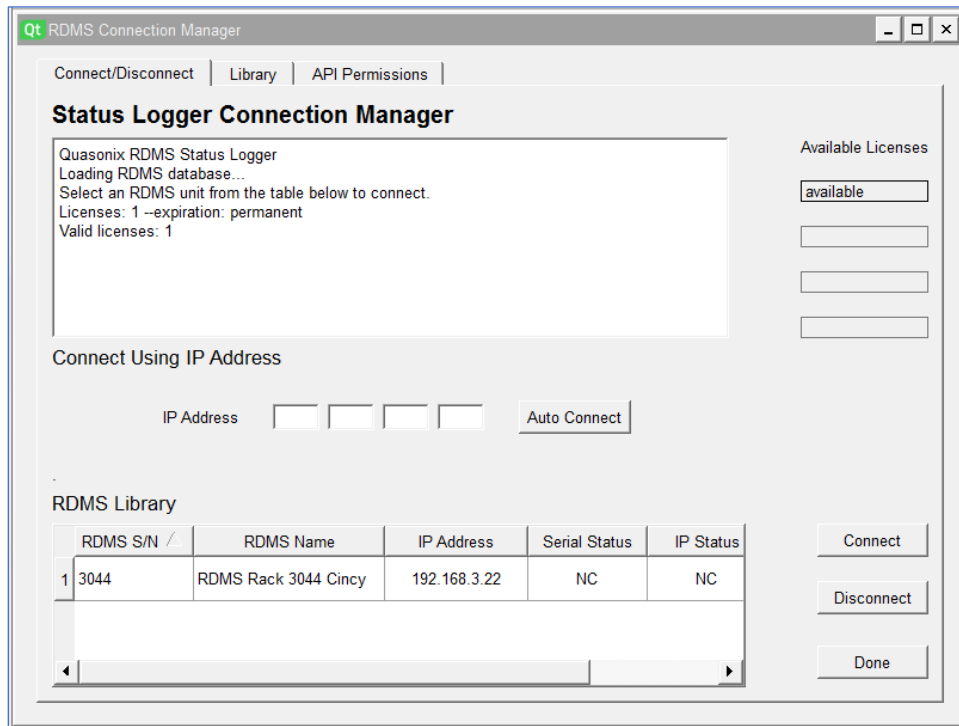 Qt RDMS Connection Manager
Connect/Disconnect Library API Permissions
Status Logger Connection Manager
Quasonix RDMS Status Logger
Loading RDMS database...
Select an RDMS unit from the table below to connect.
Licenses: 1 --expiration: permanent
Valid licenses: 1
Available Licenses
available
Connect Using IP Address
IP Address Auto Connect
.
RDMS Library
RDMS S/N RDMS Name IP Address Serial Status IP Status
1 3044 RDMS Rack 3044 Cincy 192.168.3.22 NC NC
Connect
Disconnect
Done